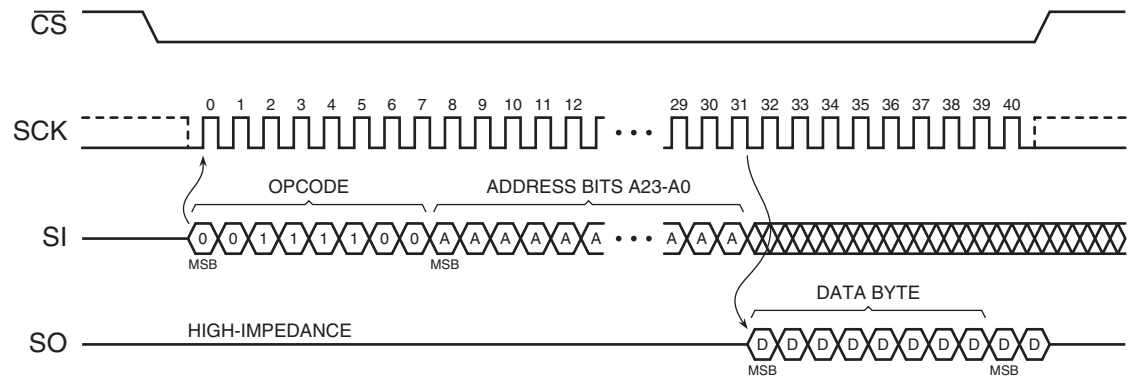 CS
0 1 2 3 4 5 6 7 8 9 10 11 12 29 30 31 32 33 34 35 36 37 38 39 40
SCK
OPCODE ADDRESS BITS A23-A0
SI 0 0 1 1 1 1 0 0 A A A A A A A A A
MSB MSB
DATA BYTE
HIGH-IMPEDANCE
SO D D D D D D D D D D
MSB MSB